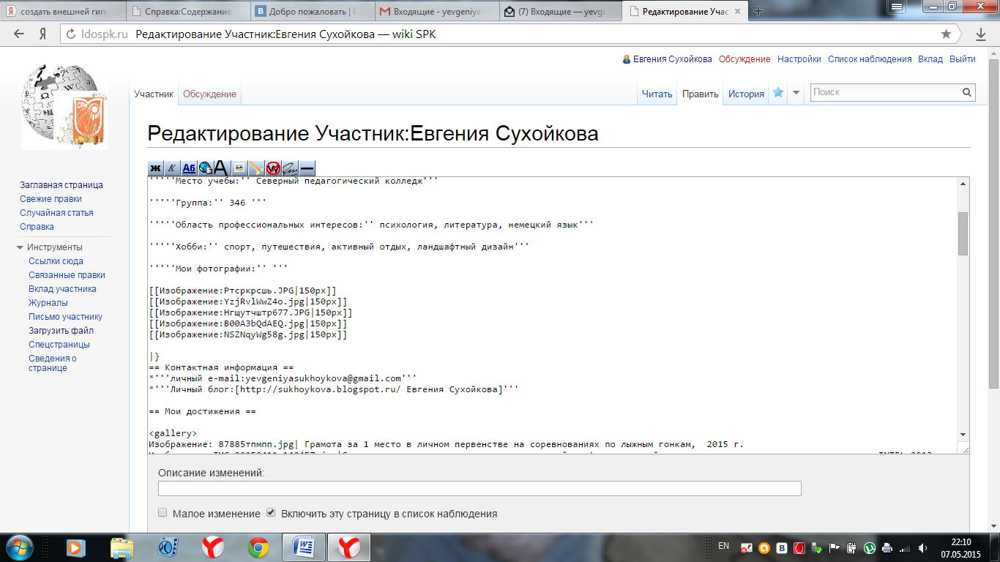 создать внешней гип
Справка:Содержание
Добро пожаловать |
Входящие - yevgeniya
(7) Входящие — yevge
Редактирование Учас
ldospk.ru Редактирование Участник:Евгения Сухойкова — wiki SPK
Евгения Сухойкова Обсуждение Настройки Список наблюдения Вклад Выйти
Участник Обсуждение Читать Править История Поиск
Редактирование Участник:Евгения Сухойкова
Ж К Аб A
'''''Место учебы:'' Северный педагогический колледж'''
'''''Группа:'' 346 '''
'''''Область профессиональных интересов:'' психология, литература, немецкий язык'''
'''''Хобби:'' спорт, путешествия, активный отдых, ландшафтный дизайн'''
'''''Мои фотографии:'' '''
[[Изображение:Ртсркрсшь.JPG|150px]]
[[Изображение:YzjRvlWwZ4o.jpg|150px]]
[[Изображение:Нгщутчштр677.JPG|150px]]
[[Изображение:B00A3bQdAEQ.jpg|150px]]
[[Изображение:NSZNqyWg58g.jpg|150px]]
|}
== Контактная информация ==
*'''личный e-mail:yevgeniyasukhoykova@gmail.com'''
*'''Личный блог:[http://sukhoykova.blogspot.ru/ Евгения Сухойкова]'''
== Мои достижения ==
<gallery>
Изображение: 87885тпмпп.jpg| Грамота за 1 место в личном первенстве на соревнованиях по лыжным гонкам, 2015 г.
Заглавная страница
Свежие правки
Случайная статья
Справка
Инструменты
Ссылки сюда
Связанные правки
Вклад участника
Журналы
Письмо участнику
Загрузить файл
Спецстраницы
Сведения о
странице
Описание изменений:
Малое изменение Включить эту страницу в список наблюдения
EN
22:10
07.05.2015